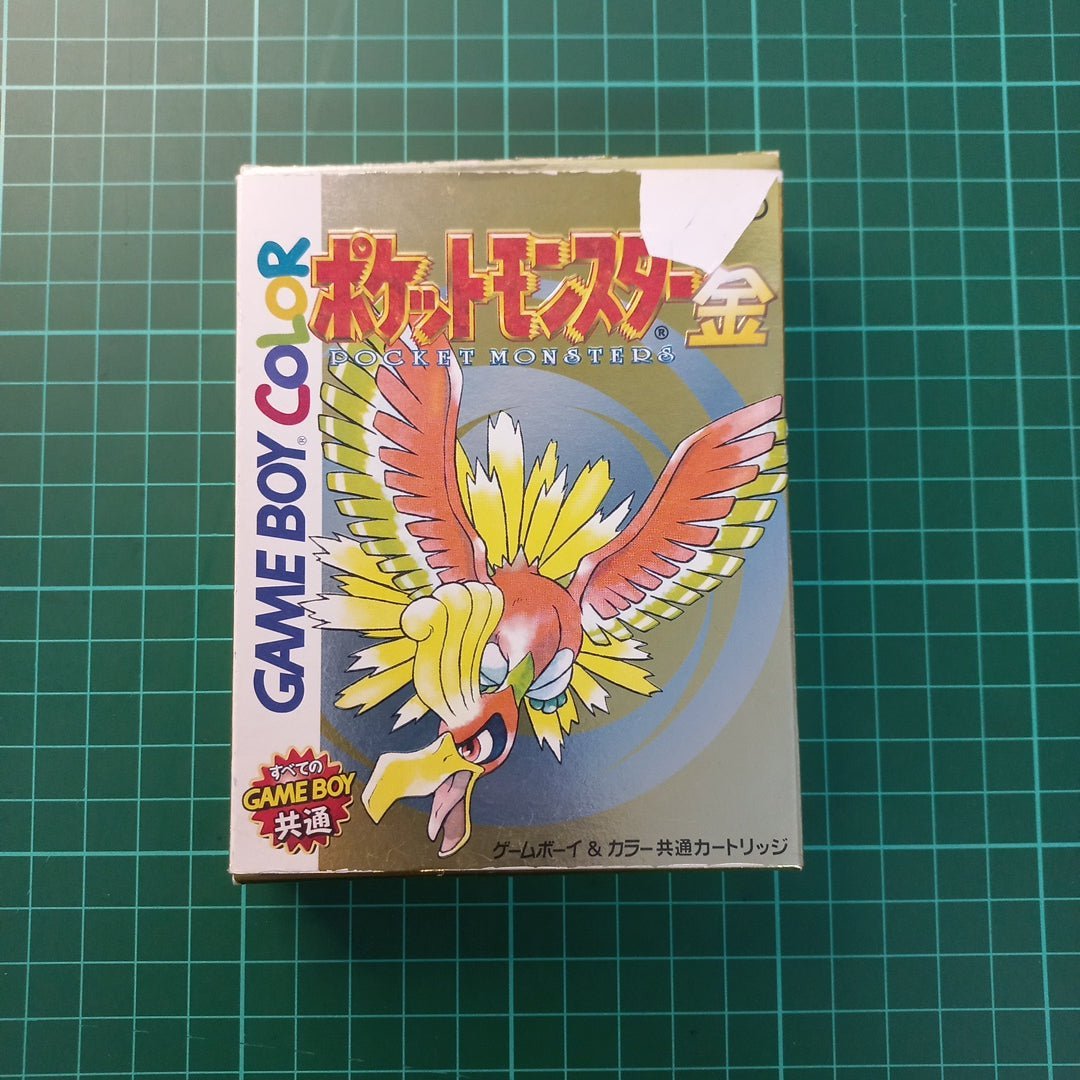 GAME BOY® COLOR
ポケットモンスター金
®
POCKET MONSTERS
すべての
GAME BOY
共通
ゲームボーイ & カラー共通カートリッジ